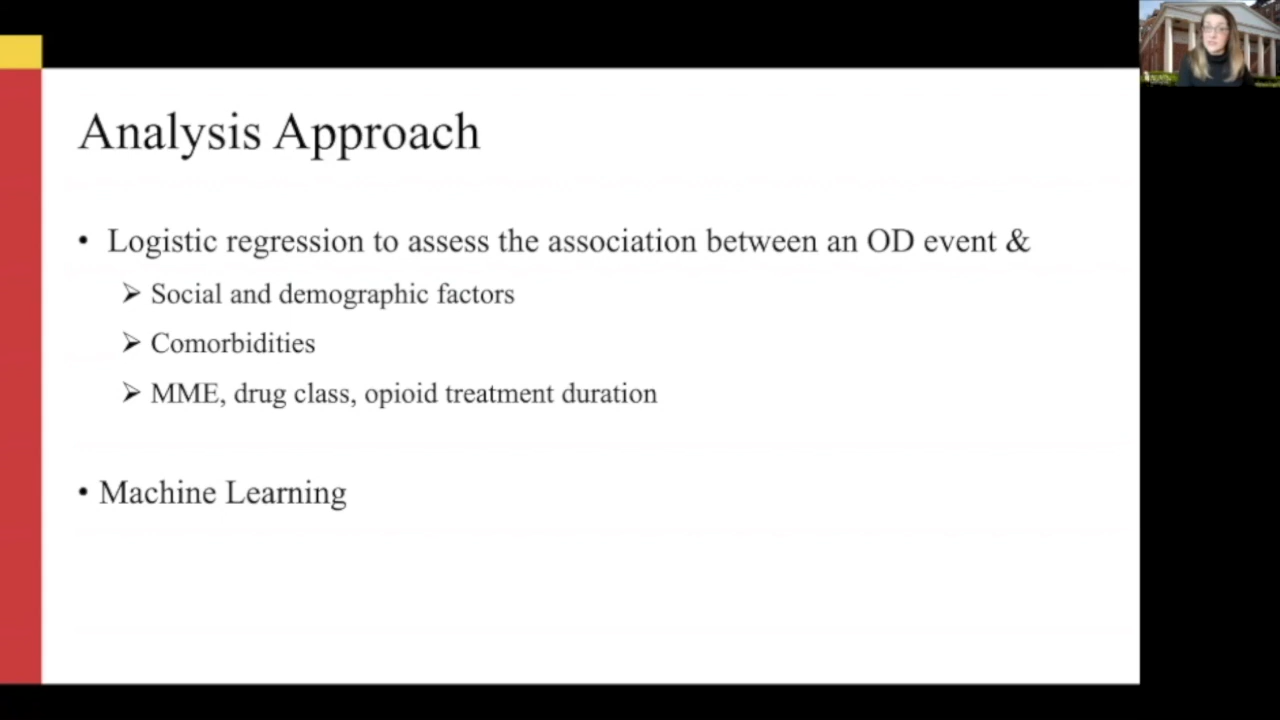 Analysis Approach
• Logistic regression to assess the association between an OD event &
➢ Social and demographic factors
➢ Comorbidities
➢ MME, drug class, opioid treatment duration
• Machine Learning